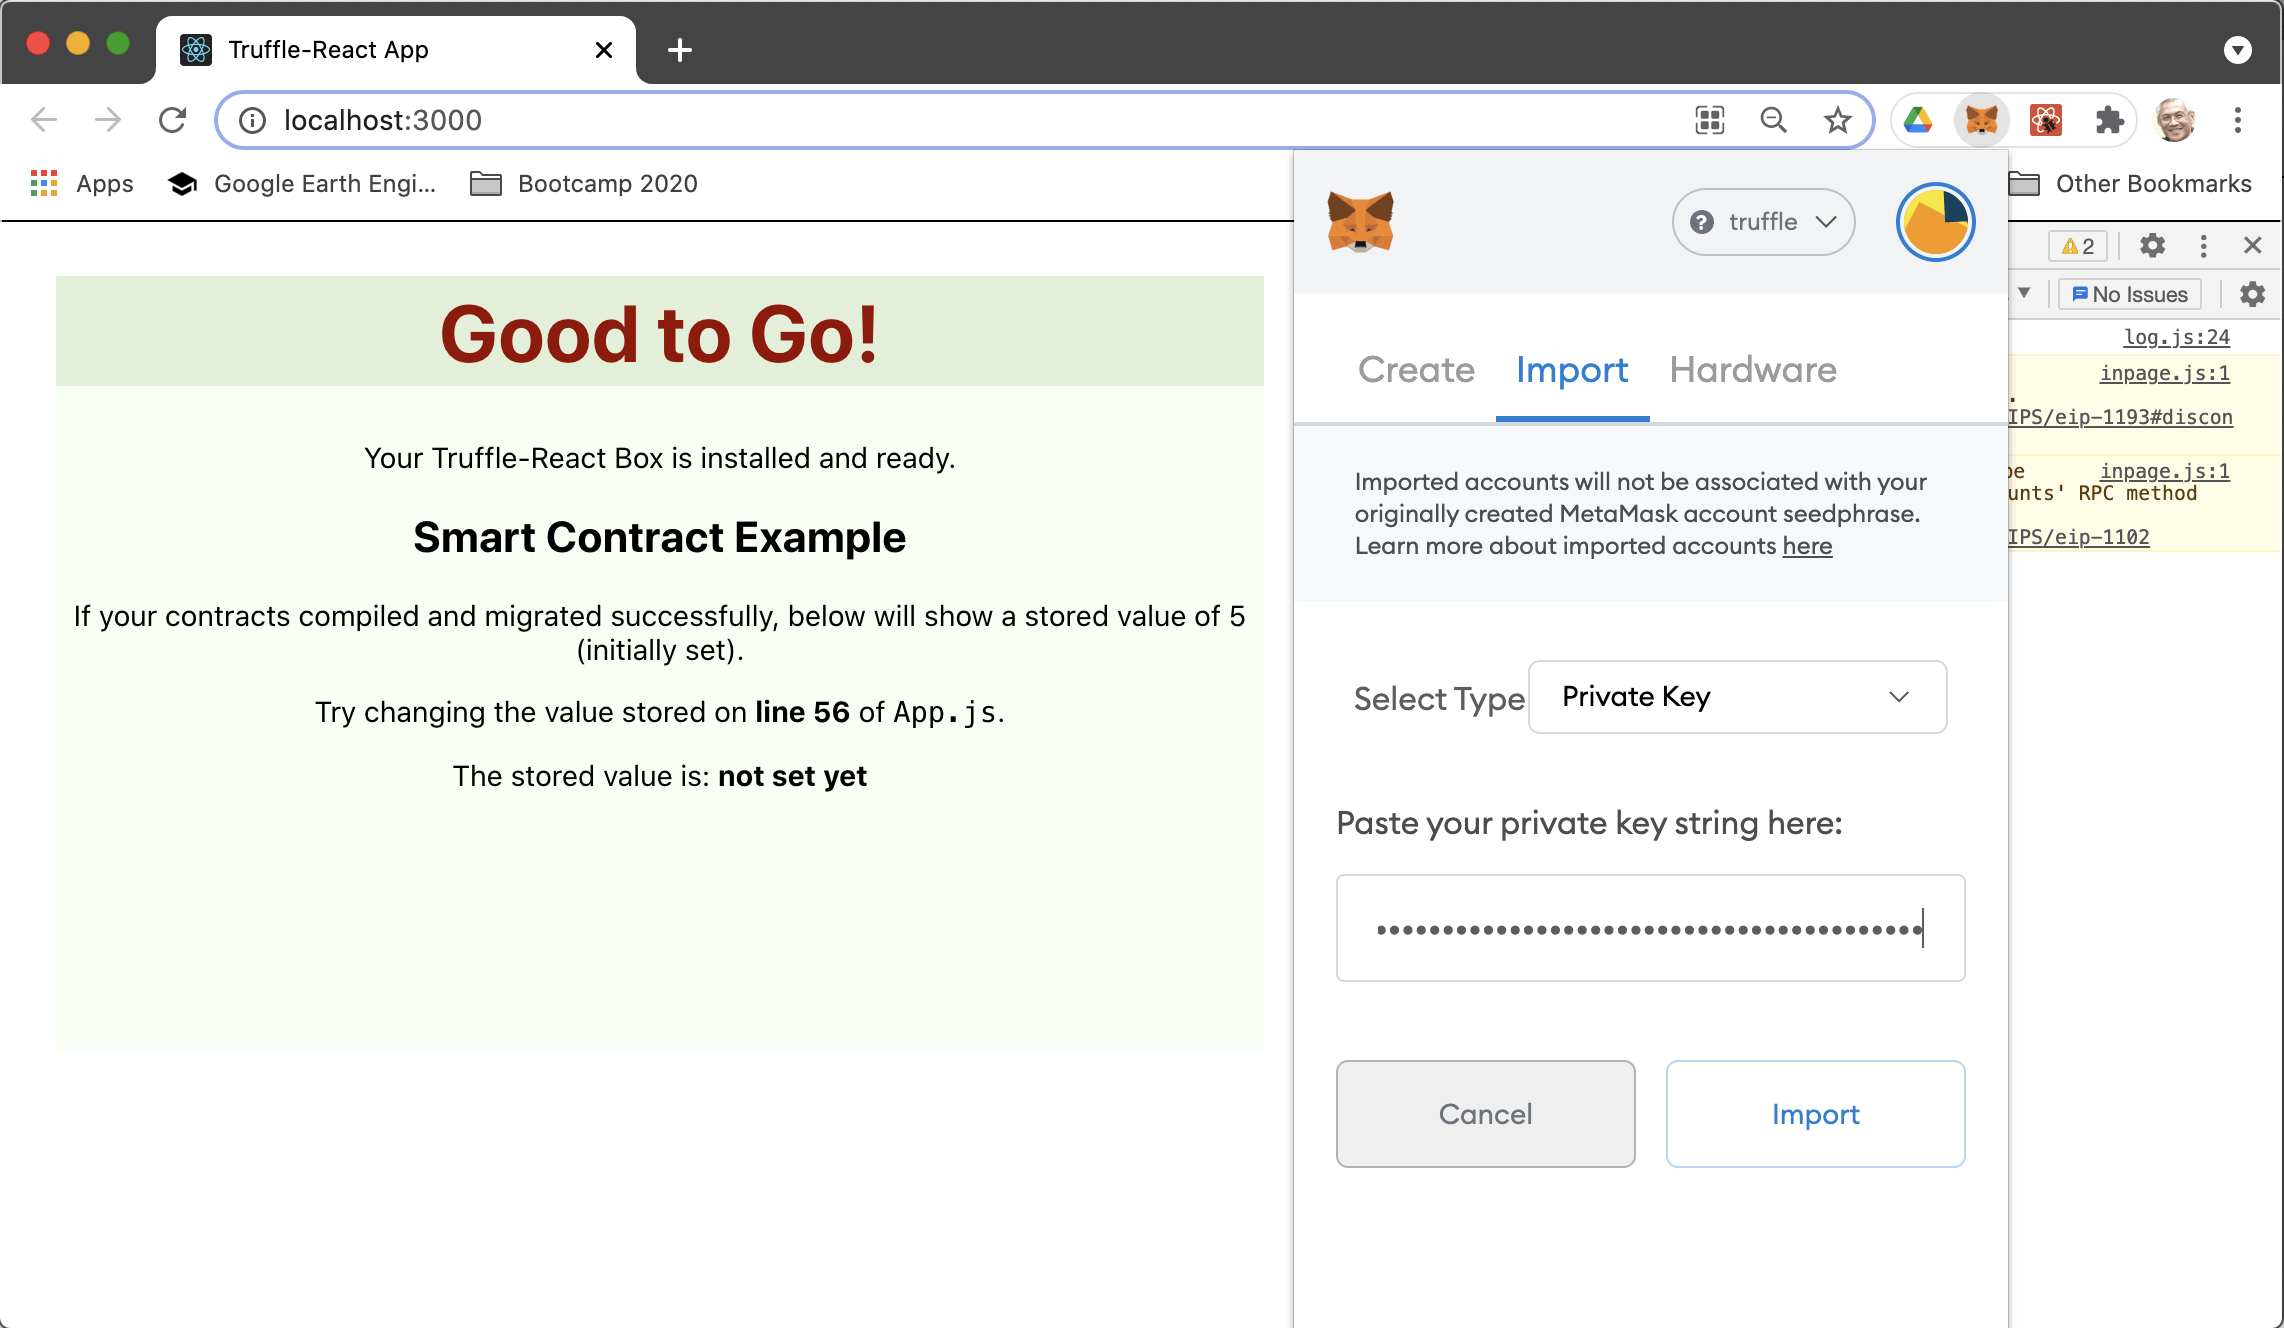 Truffle-React App
localhost:3000
Apps
Google Earth Engi...
Bootcamp 2020
Other Bookmarks
Good to Go!
Your Truffle-React Box is installed and ready.
Smart Contract Example
If your contracts compiled and migrated successfully, below will show a stored value of 5
(initially set).
Try changing the value stored on line 56 of App.js.
The stored value is: not set yet
truffle
Create Import Hardware
Imported accounts will not be associated with your
originally created MetaMask account seedphrase.
Learn more about imported accounts here
Select Type
Private Key
Paste your private key string here:
Cancel
Import
2
No Issues
log.js:24
inpage.js:1
.
IPS/eip-1193#discon
inpage.js:1
unts' RPC method
IPS/eip-1102